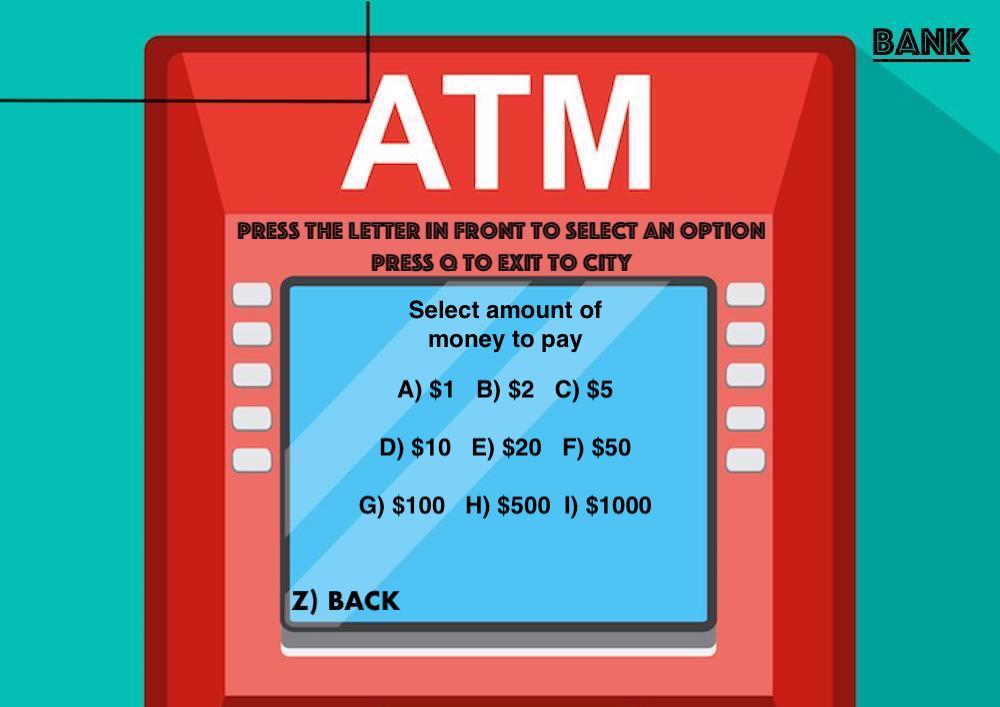 BANK
ATM
PRESS THE LETTER IN FRONT TO SELECT AN OPTION
PRESS Q TO EXIT TO CITY
Select amount of
money to pay
A) $1 B) $2 C) $5
D) $10 E) $20 F) $50
G) $100 H) $500 I) $1000
Z) BACK